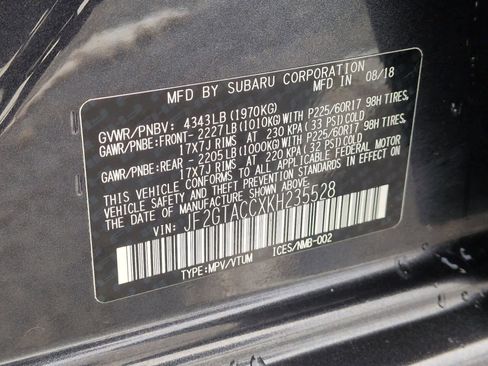 MFD BY SUBARU CORPORATION
MFD IN 08/18
GVWR/PNBV: 4343LB(1970KG)
GAWR/PNBE:FRONT- 2227LB(1010KG)WITH P225/60R17 98H TIRES,
17X7J RIMS AT 230 KPA(33 PSI)COLD
GAWR/PNBE:REAR - 2205LB(1000KG)WITH P225/60R17 98H TIRES,
17X7J RIMS AT 220 KPA(32 PSI)COLD
THIS VEHICLE CONFORMS TO ALL APPLICABLE FEDERAL MOTOR
VEHICLE
THEFT PREVENTION STANDARDS IN EFFECT ON THE
DATE OF MANUFACTURE SHOWN ABOVE.
VIN: JF2GTACCXKH235528
TYPE:MPV/VTUM ICES/NMB-002